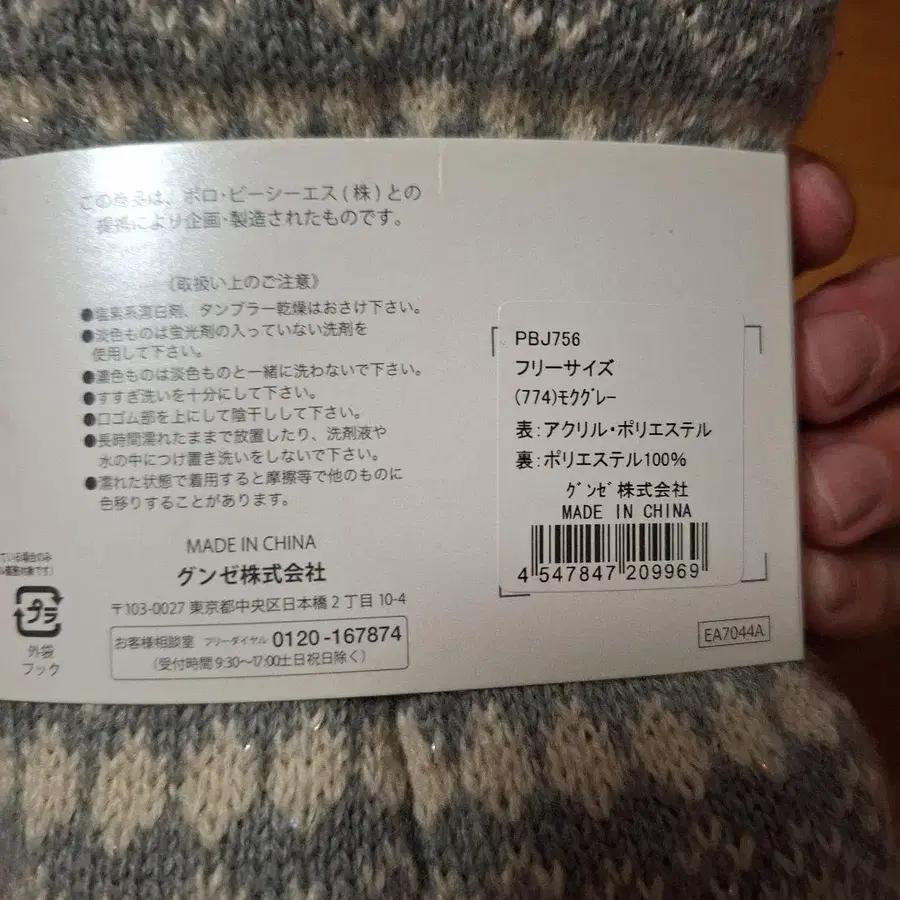 この商品は、ポロ・ビーシーエス(株)との
提携により企画・製造されたものです。
《取扱い上のご注意》
●塩素系漂白剤、タンブラー乾燥はおさけ下さい。
●淡色ものは蛍光剤の入っていない洗剤を
使用して下さい。
●濃色ものは淡色ものと一緒に洗わないで下さい。
●すすぎ洗いを十分にして下さい。
●口ゴム部を上にして陰干しして下さい。
●長時間濡れたままで放置したり、洗剤液や
水の中につけ置き洗いをしないで下さい。
●濡れた状態で着用すると摩擦等で他のものに
色移りすることがあります。
MADE IN CHINA
グンゼ株式会社
〒103-0027 東京都中央区日本橋2丁目10-4
お客様相談室 フリーダイヤル 0120-167874
(受付時間9:30〜17:00土日祝日除く)
ている場合のみ
プラ
外袋
フック
PBJ756
フリーサイズ
(774)モクグレー
表:アクリル・ポリエステル
裏:ポリエステル100%
グンゼ株式会社
MADE IN CHINA
4 547847 209969
EA7044A